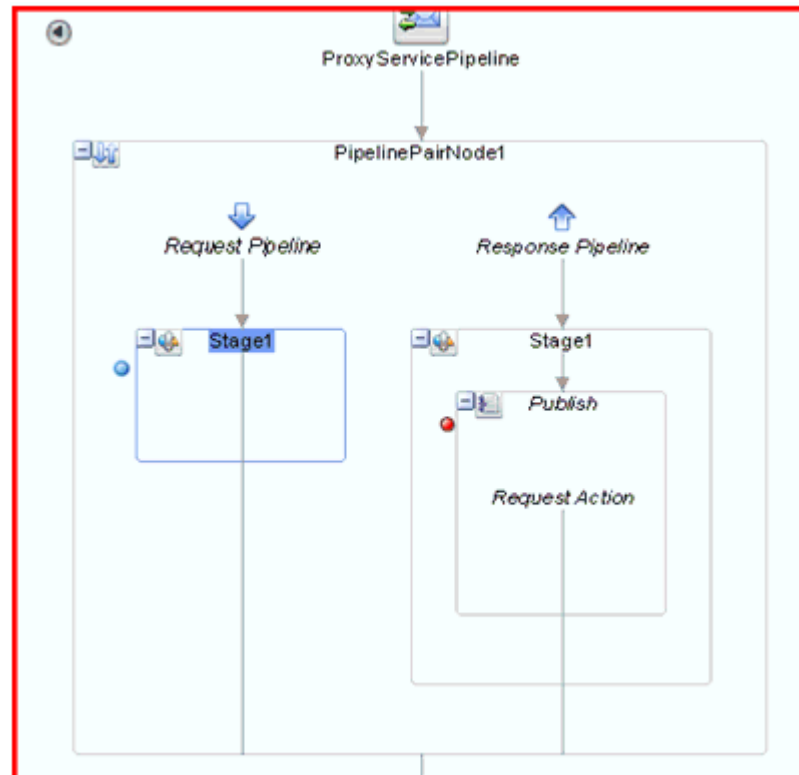 ProxyServicePipeline
PipelinePairNode1
Request Pipeline
Response Pipeline
Stage1
Stage1
Publish
Request Action